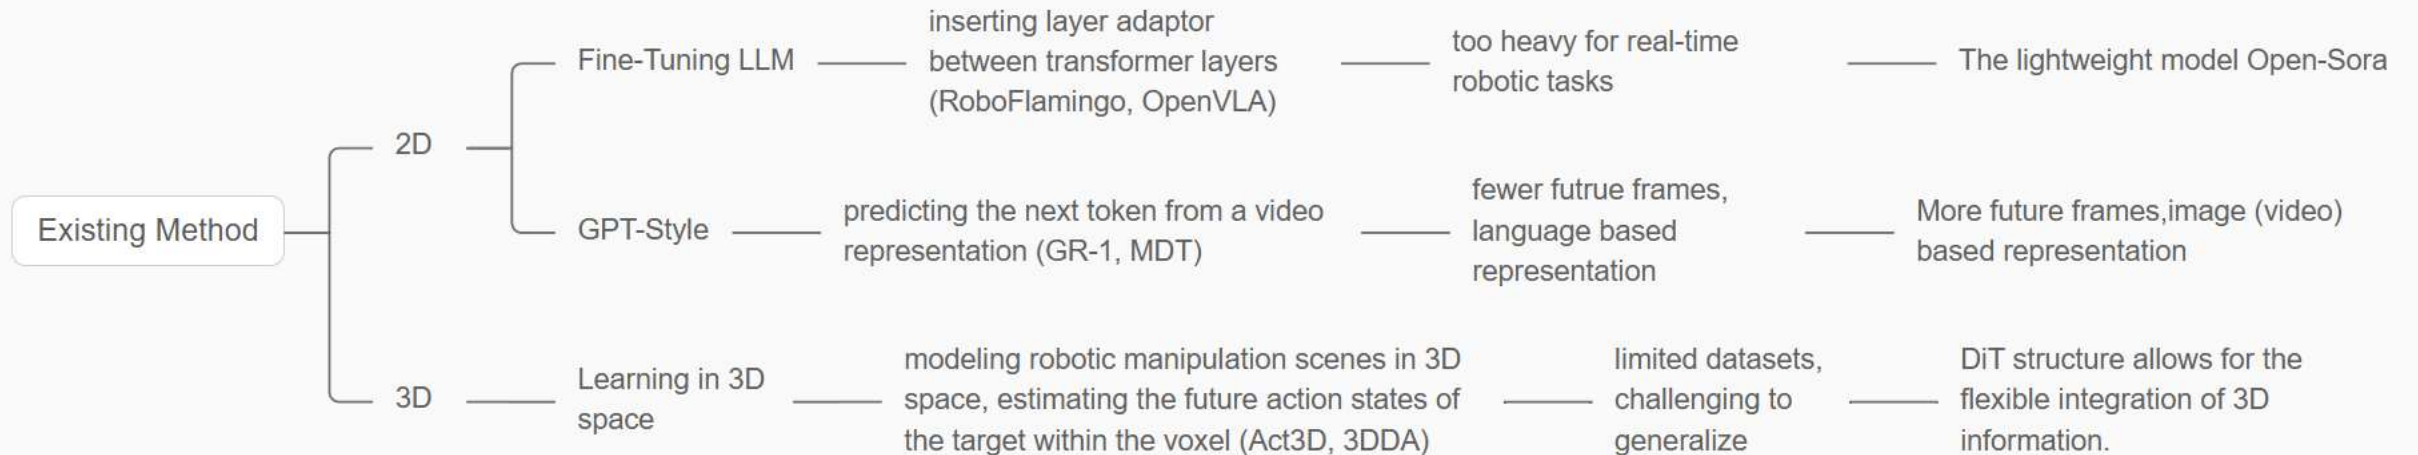 Existing Method
2D
Fine-Tuning LLM
inserting layer adaptor
between transformer layers
(RoboFlamingo, OpenVLA)
too heavy for real-time
robotic tasks
The lightweight model Open-Sora
GPT-Style
predicting the next token from a video
representation (GR-1, MDT)
fewer futrue frames,
language based
representation
More future frames,image (video)
based representation
3D
Learning in 3D
space
modeling robotic manipulation scenes in 3D
space, estimating the future action states of
the target within the voxel (Act3D, 3DDA)
limited datasets,
challenging to
generalize
DiT structure allows for the
flexible integration of 3D
information.